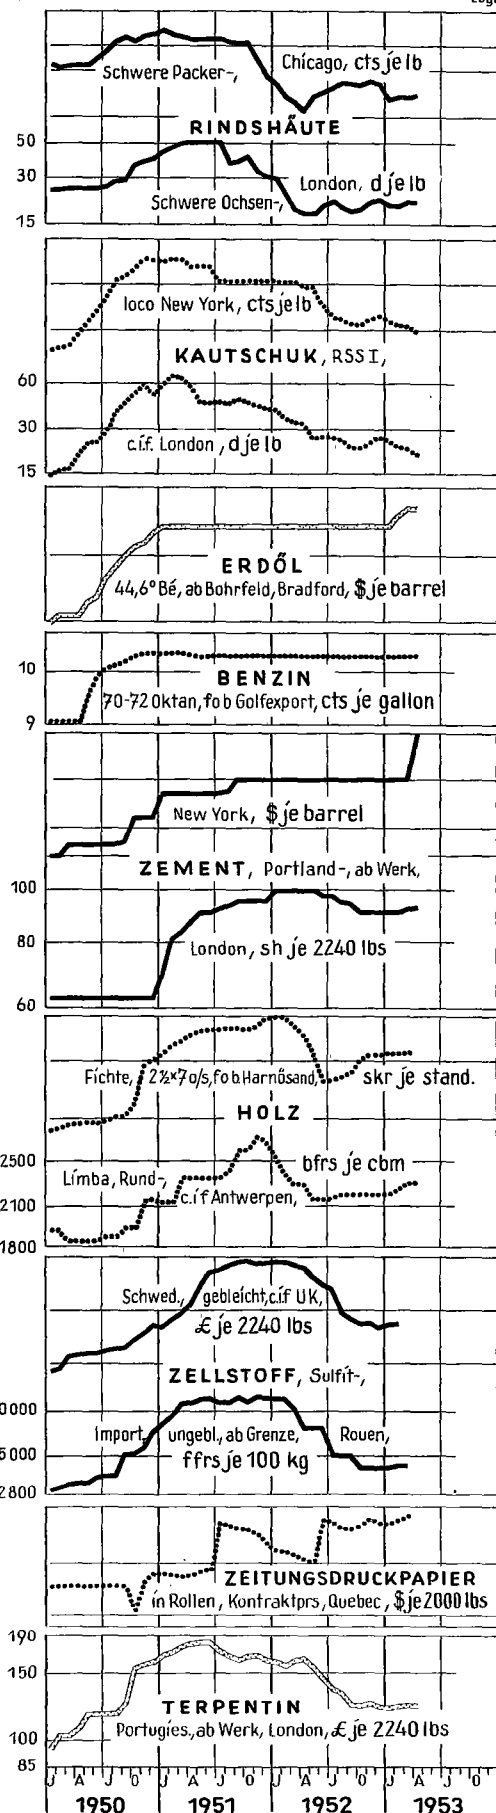 Schwere Packer-, Chicago, cts je lb
RINDSHÄUTE
50
30
15
London, d je lb
Schwere Ochsen-,
loco New York, cts je lb
KAUTSCHUK, RSS I,
60
30
15
c.i.f. London, d je lb
ERDÖL
44,6° Bé, ab Bohrfeld, Bradford, $ je barrel
10
9
BENZIN
70-72 Oktan, fob Golfexport, cts je gallon
New York, $ je barrel
ZEMENT, Portland-, ab Werk,
100
80
60
London, sh je 2240 lbs
Fichte, 2½×7 o/s, fob Harnösand, skr je stand.
HOLZ
2500
2100
1800
bfrs je cbm
Limba, Rund-,
c.i.f Antwerpen,
Schwed., gebleicht, c.i.f UK,
£ je 2240 lbs
ZELLSTOFF, Sulfit-,
0000
5000
2800
Import, ungebl., ab Grenze, Rouen,
ffrs je 100 kg
ZEITUNGSDRUCKPAPIER
in Rollen, Kontraktprs, Quebec, $ je 2000 lbs
190
150
100
85
TERPENTIN
Portugies., ab Werk, London, £ je 2240 lbs
J A J O J A J O J A J O J A J O
1950 1951 1952 1953